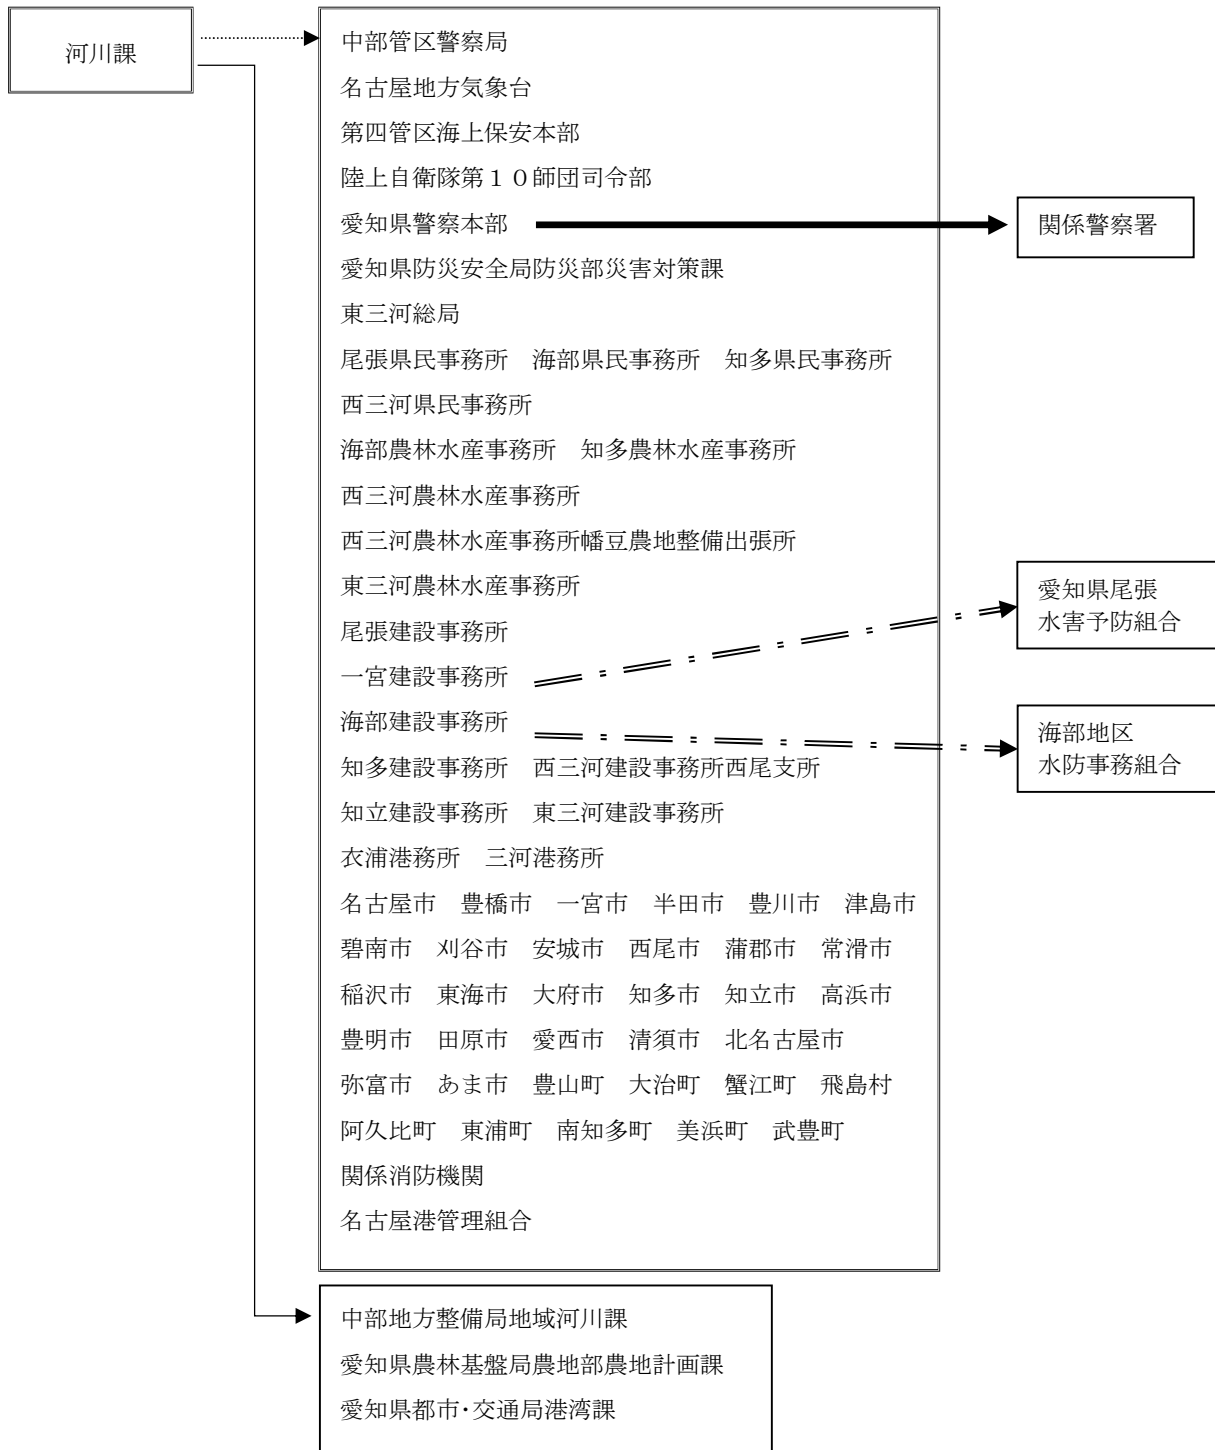 河川課
中部管区警察局
名古屋地方気象台
第四管区海上保安本部
陸上自衛隊第１０師団司令部
愛知県警察本部
関係警察署
愛知県防災安全局防災部災害対策課
東三河総局
尾張県民事務所　海部県民事務所　知多県民事務所
西三河県民事務所
海部農林水産事務所　知多農林水産事務所
西三河農林水産事務所
西三河農林水産事務所幡豆農地整備出張所
東三河農林水産事務所
愛知県尾張
水害予防組合
尾張建設事務所
一宮建設事務所
海部建設事務所
海部地区
水防事務組合
知多建設事務所　西三河建設事務所西尾支所
知立建設事務所　東三河建設事務所
衣浦港務所　三河港務所
名古屋市　豊橋市　一宮市　半田市　豊川市　津島市
碧南市　刈谷市　安城市　西尾市　蒲郡市　常滑市
稲沢市　東海市　大府市　知多市　知立市　高浜市
豊明市　田原市　愛西市　清須市　北名古屋市
弥富市　あま市　豊山町　大治町　蟹江町　飛島村
阿久比町　東浦町　南知多町　美浜町　武豊町
関係消防機関
名古屋港管理組合
中部地方整備局地域河川課
愛知県農林基盤局農地部農地計画課
愛知県都市・交通局港湾課